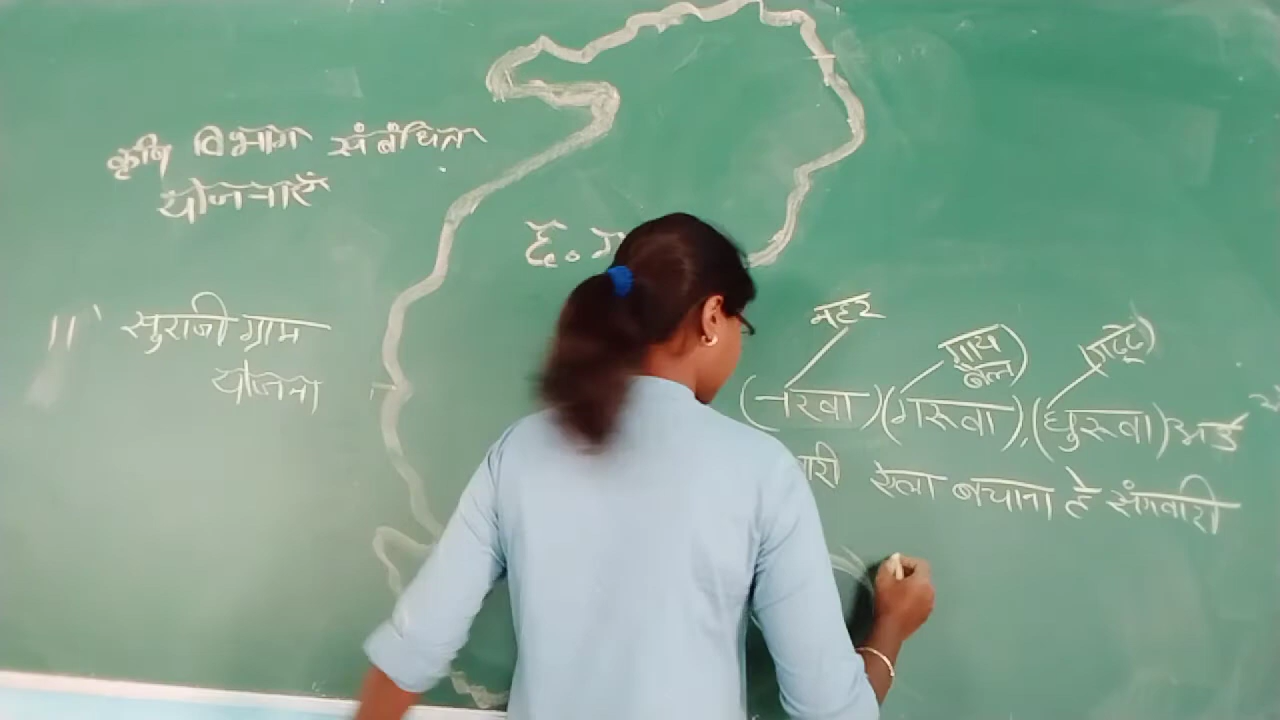 कृषि विभाग संबंधित
योजनाएँ
छ. ग
11' सुराजी ग्राम
योजना
नहर
गाय
बैल
(नरवा) (गरुवा), (घुरुवा) अउ
बारी ऐला बचाना हे संगवारी